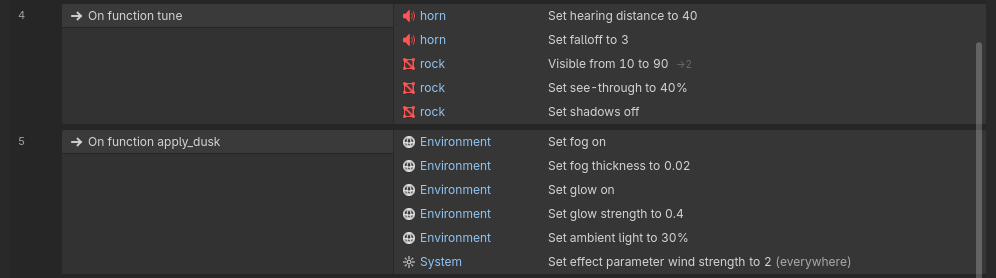 4 On function tune horn Set hearing distance to 40
horn Set falloff to 3
rock Visible from 10 to 90 →2
rock Set see-through to 40%
rock Set shadows off
5 On function apply_dusk Environment Set fog on
Environment Set fog thickness to 0.02
Environment Set glow on
Environment Set glow strength to 0.4
Environment Set ambient light to 30%
System Set effect parameter wind strength to 2 (everywhere)